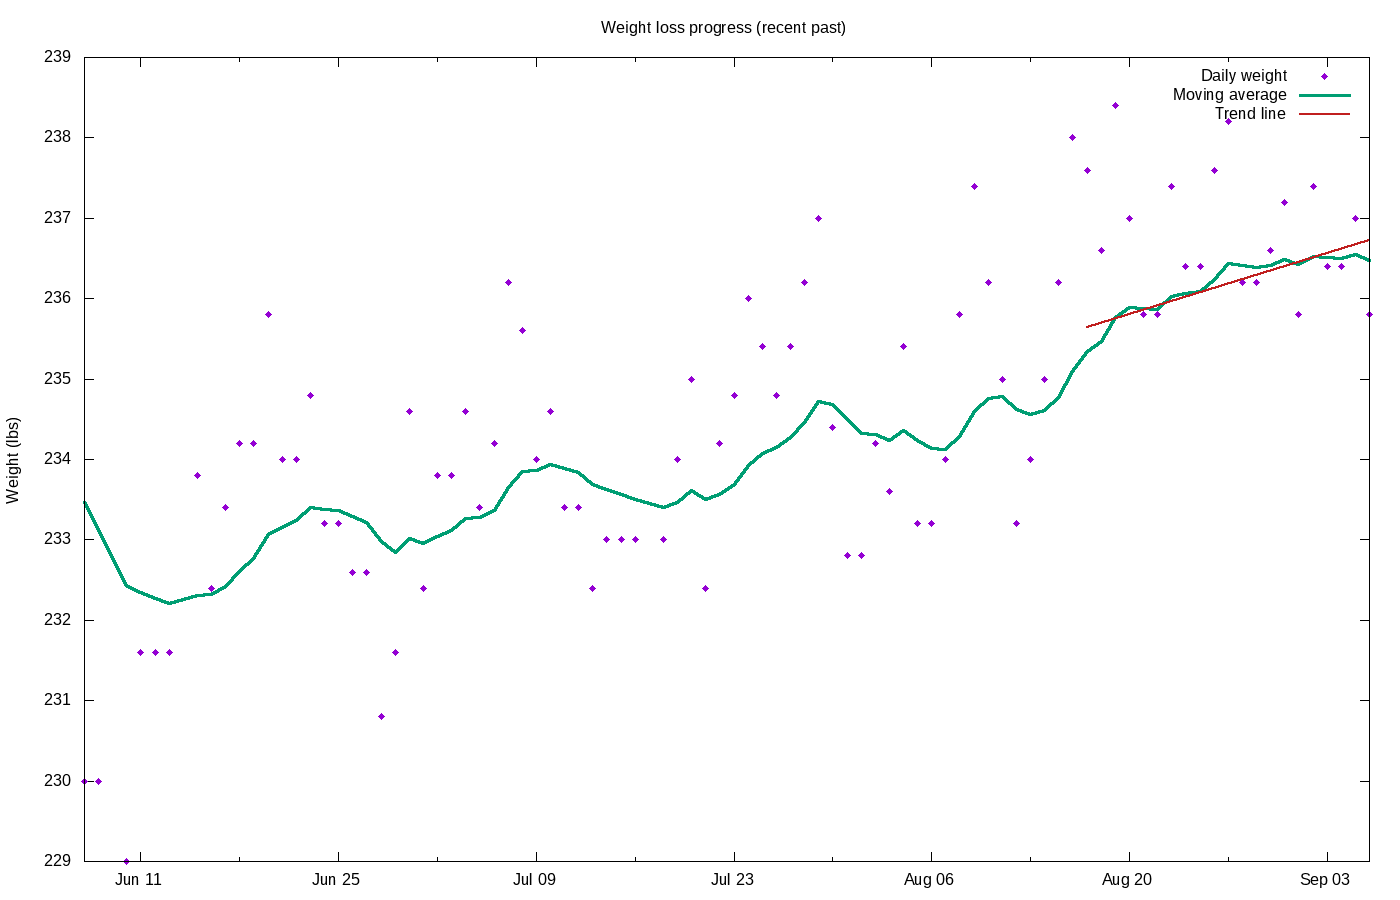 Weight loss progress (recent past)
Daily weight
Moving average
Trend line
Weight (lbs)
239
238
237
236
235
234
233
232
231
230
229
Jun 11 Jun 25 Jul 09 Jul 23 Aug 06 Aug 20 Sep 03